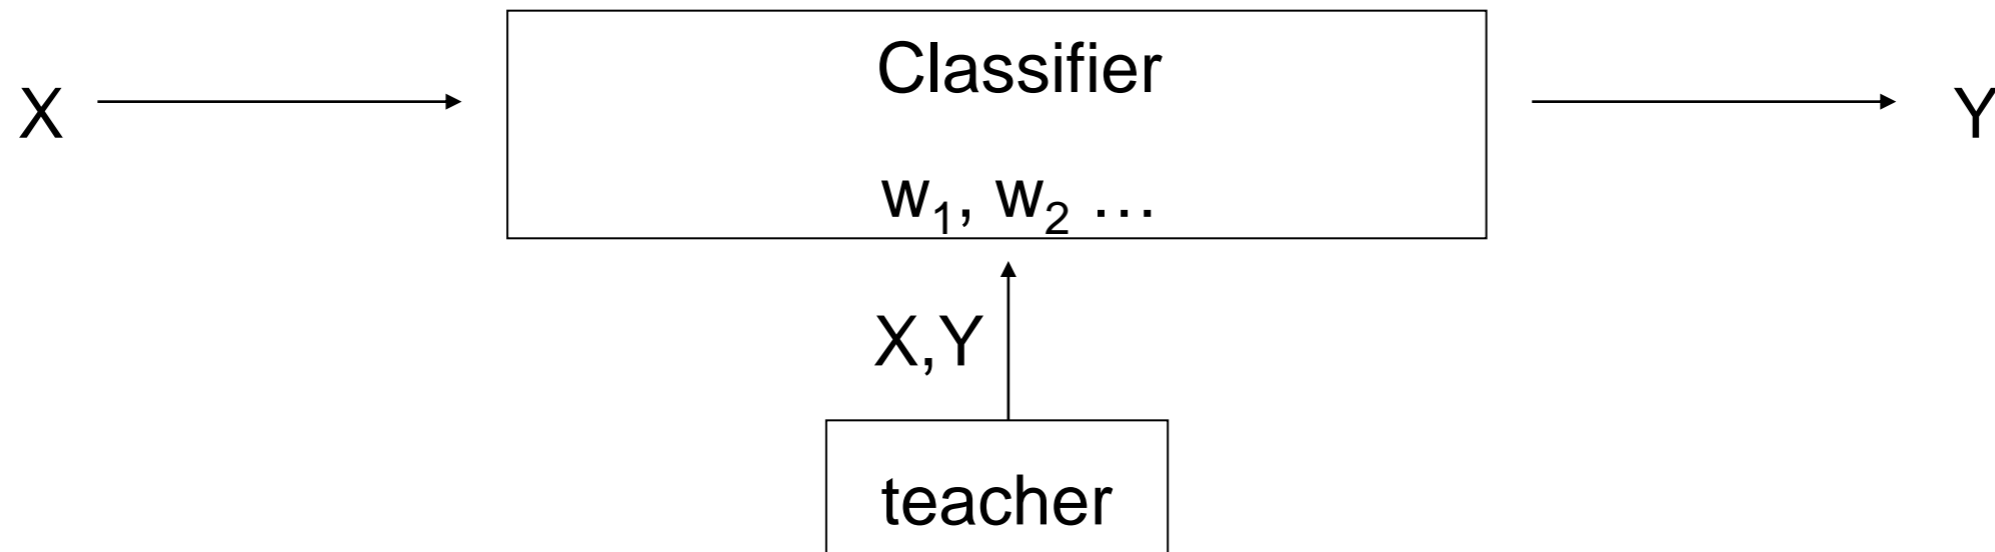 Classifier
X
Y
w₁, w₂ …
X,Y
teacher